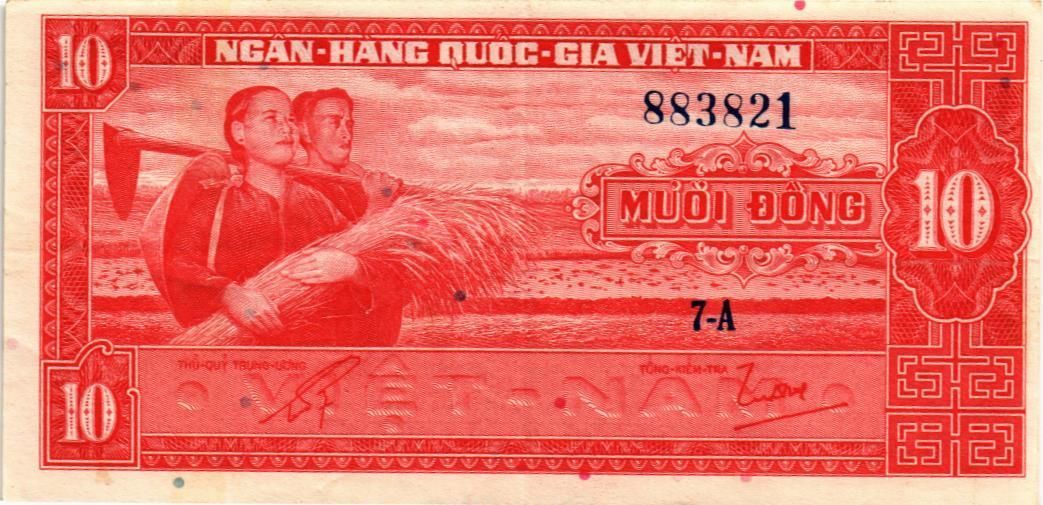 10
NGÂN-HÀNG QUỐC-GIA VIỆT-NAM
883821
MƯỜI ĐỒNG
10
7-A
THỦ-QUỸ TRUNG-ƯƠNG
TỔNG-KIỂM-TRA
VIỆT-NAM
10